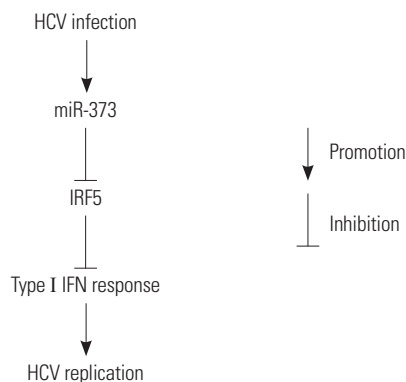 HCV infection
miR-373
Promotion
IRF5
Inhibition
Type I IFN response
HCV replication